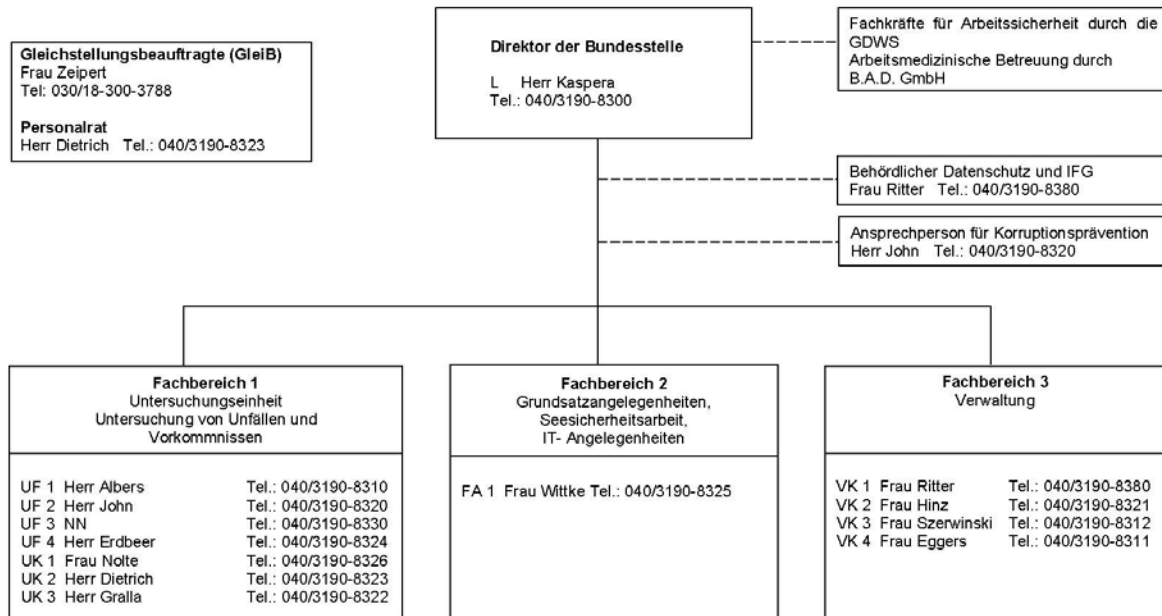 Gleichstellungsbeauftragte (GleiB)
Frau Zeipert
Tel: 030/18-300-3788
Personalrat
Herr Dietrich Tel.: 040/3190-8323
Direktor der Bundesstelle
L Herr Kaspera
Tel.: 040/3190-8300
Fachkräfte für Arbeitssicherheit durch die
GDWS
Arbeitsmedizinische Betreuung durch
B.A.D. GmbH
Behördlicher Datenschutz und IFG
Frau Ritter Tel.: 040/3190-8380
Ansprechperson für Korruptionsprävention
Herr John Tel.: 040/3190-8320
Fachbereich 1
Untersuchungseinheit
Untersuchung von Unfällen und
Vorkommnissen
UF 1 Herr Albers Tel.: 040/3190-8310
UF 2 Herr John Tel.: 040/3190-8320
UF 3 NN Tel.: 040/3190-8330
UF 4 Herr Erdbeer Tel.: 040/3190-8324
UK 1 Frau Nolte Tel.: 040/3190-8326
UK 2 Herr Dietrich Tel.: 040/3190-8323
UK 3 Herr Gralla Tel.: 040/3190-8322
Fachbereich 2
Grundsatzangelegenheiten,
Seesicherheitsarbeit,
IT- Angelegenheiten
FA 1 Frau Wittke Tel.: 040/3190-8325
Fachbereich 3
Verwaltung
VK 1 Frau Ritter Tel.: 040/3190-8380
VK 2 Frau Hinz Tel.: 040/3190-8321
VK 3 Frau Szerwinski Tel.: 040/3190-8312
VK 4 Frau Eggers Tel.: 040/3190-8311